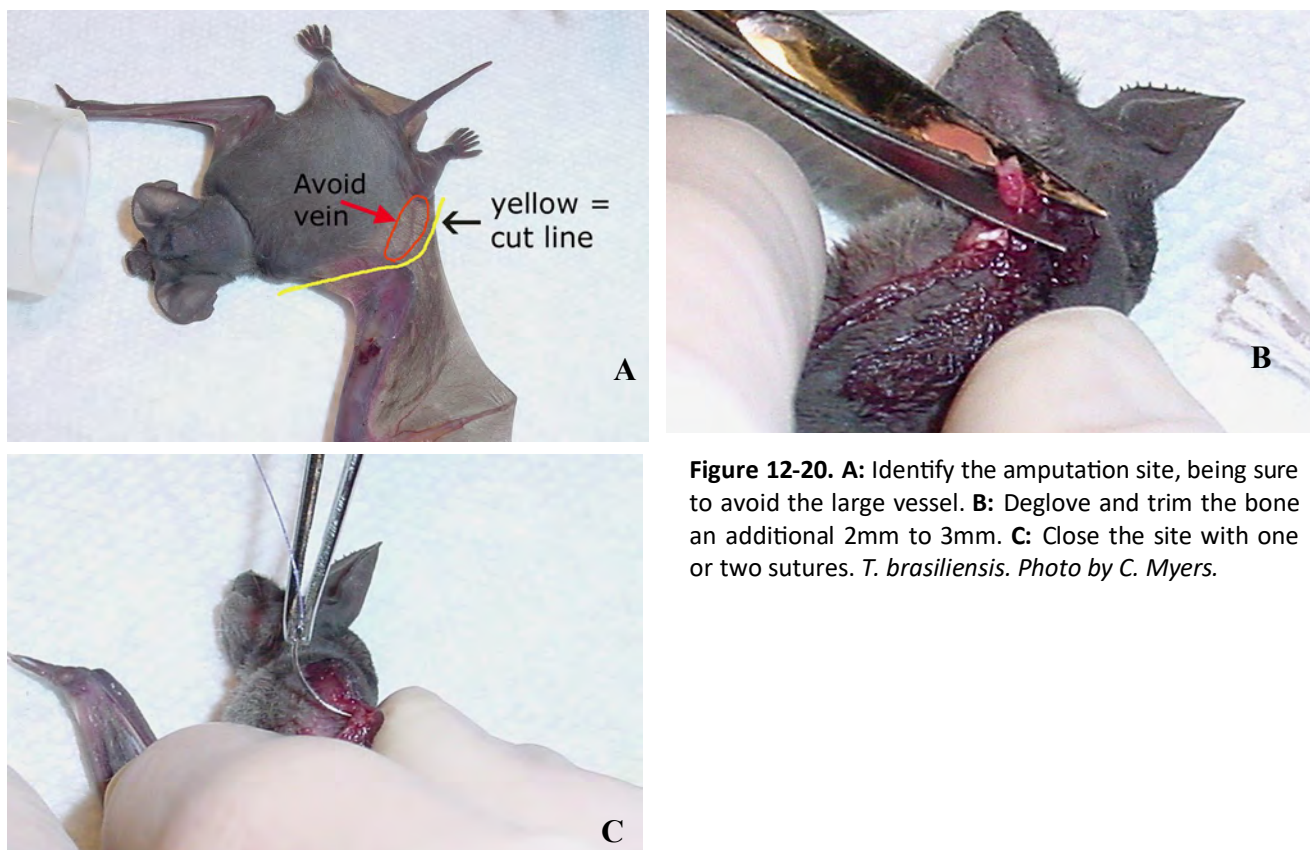 Avoid
vein
yellow =
cut line
A
B
Figure 12-20. A: Identify the amputation site, being sure
to avoid the large vessel. B: Deglove and trim the bone
an additional 2mm to 3mm. C: Close the site with one
or two sutures. T. brasiliensis. Photo by C. Myers.
C